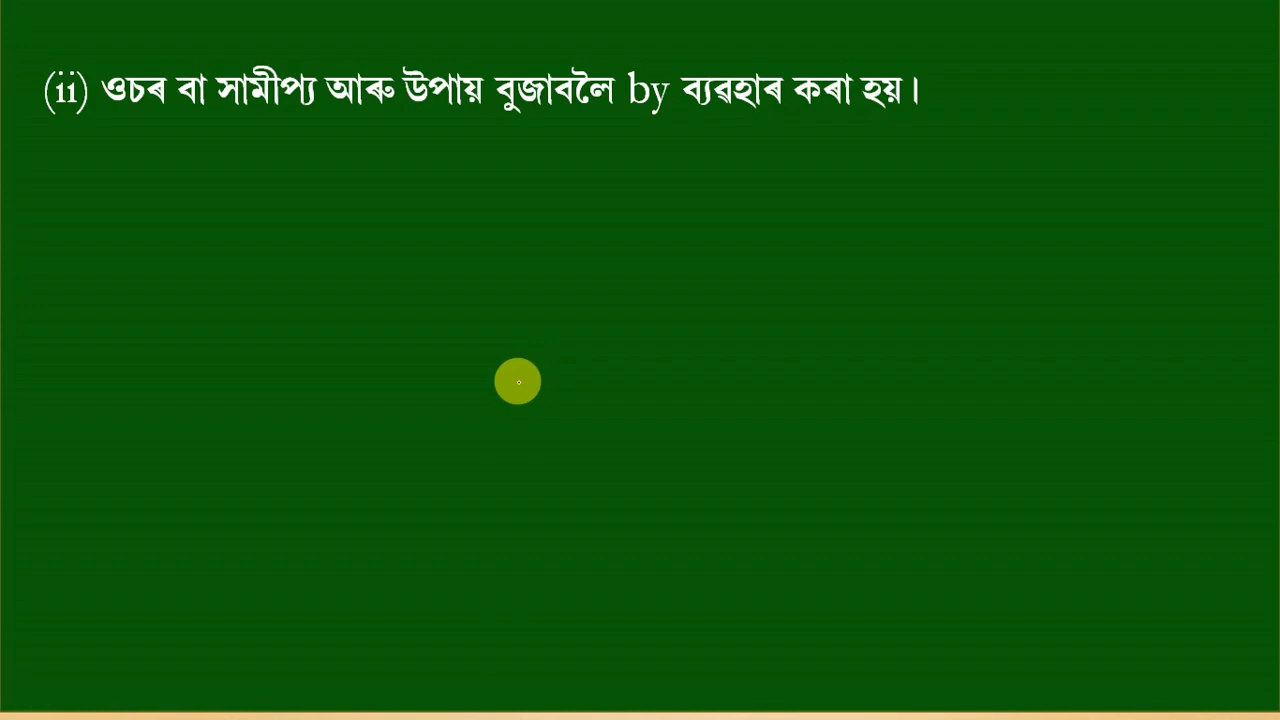 (ii) ওচৰ বা সামীপ্য আৰু উপায় বুজাবলৈ by ব্যৱহাৰ কৰা হয়।